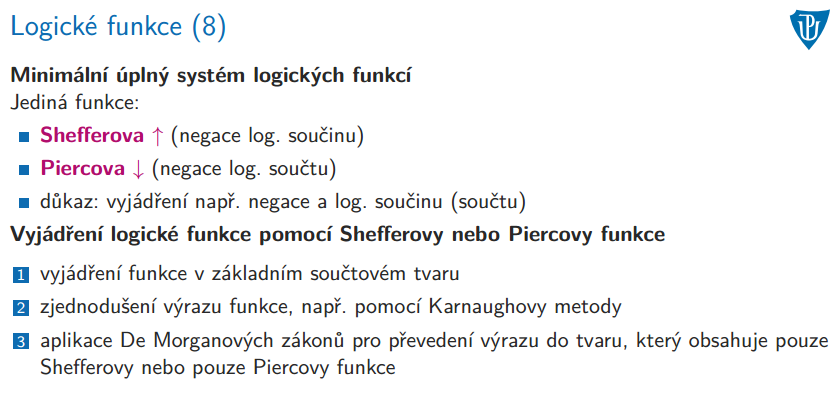 Logické funkce (8)
Minimální úplný systém logických funkcí
Jediná funkce:
Shefferova ↑ (negace log. součinu)
Piercova ↓ (negace log. součtu)
důkaz: vyjádření např. negace a log. součinu (součtu)
Vyjádření logické funkce pomocí Shefferovy nebo Piercovy funkce
1 vyjádření funkce v základním součtovém tvaru
2 zjednodušení výrazu funkce, např. pomocí Karnaughovy metody
3 aplikace De Morganových zákonů pro převedení výrazu do tvaru, který obsahuje pouze
Shefferovy nebo pouze Piercovy funkce